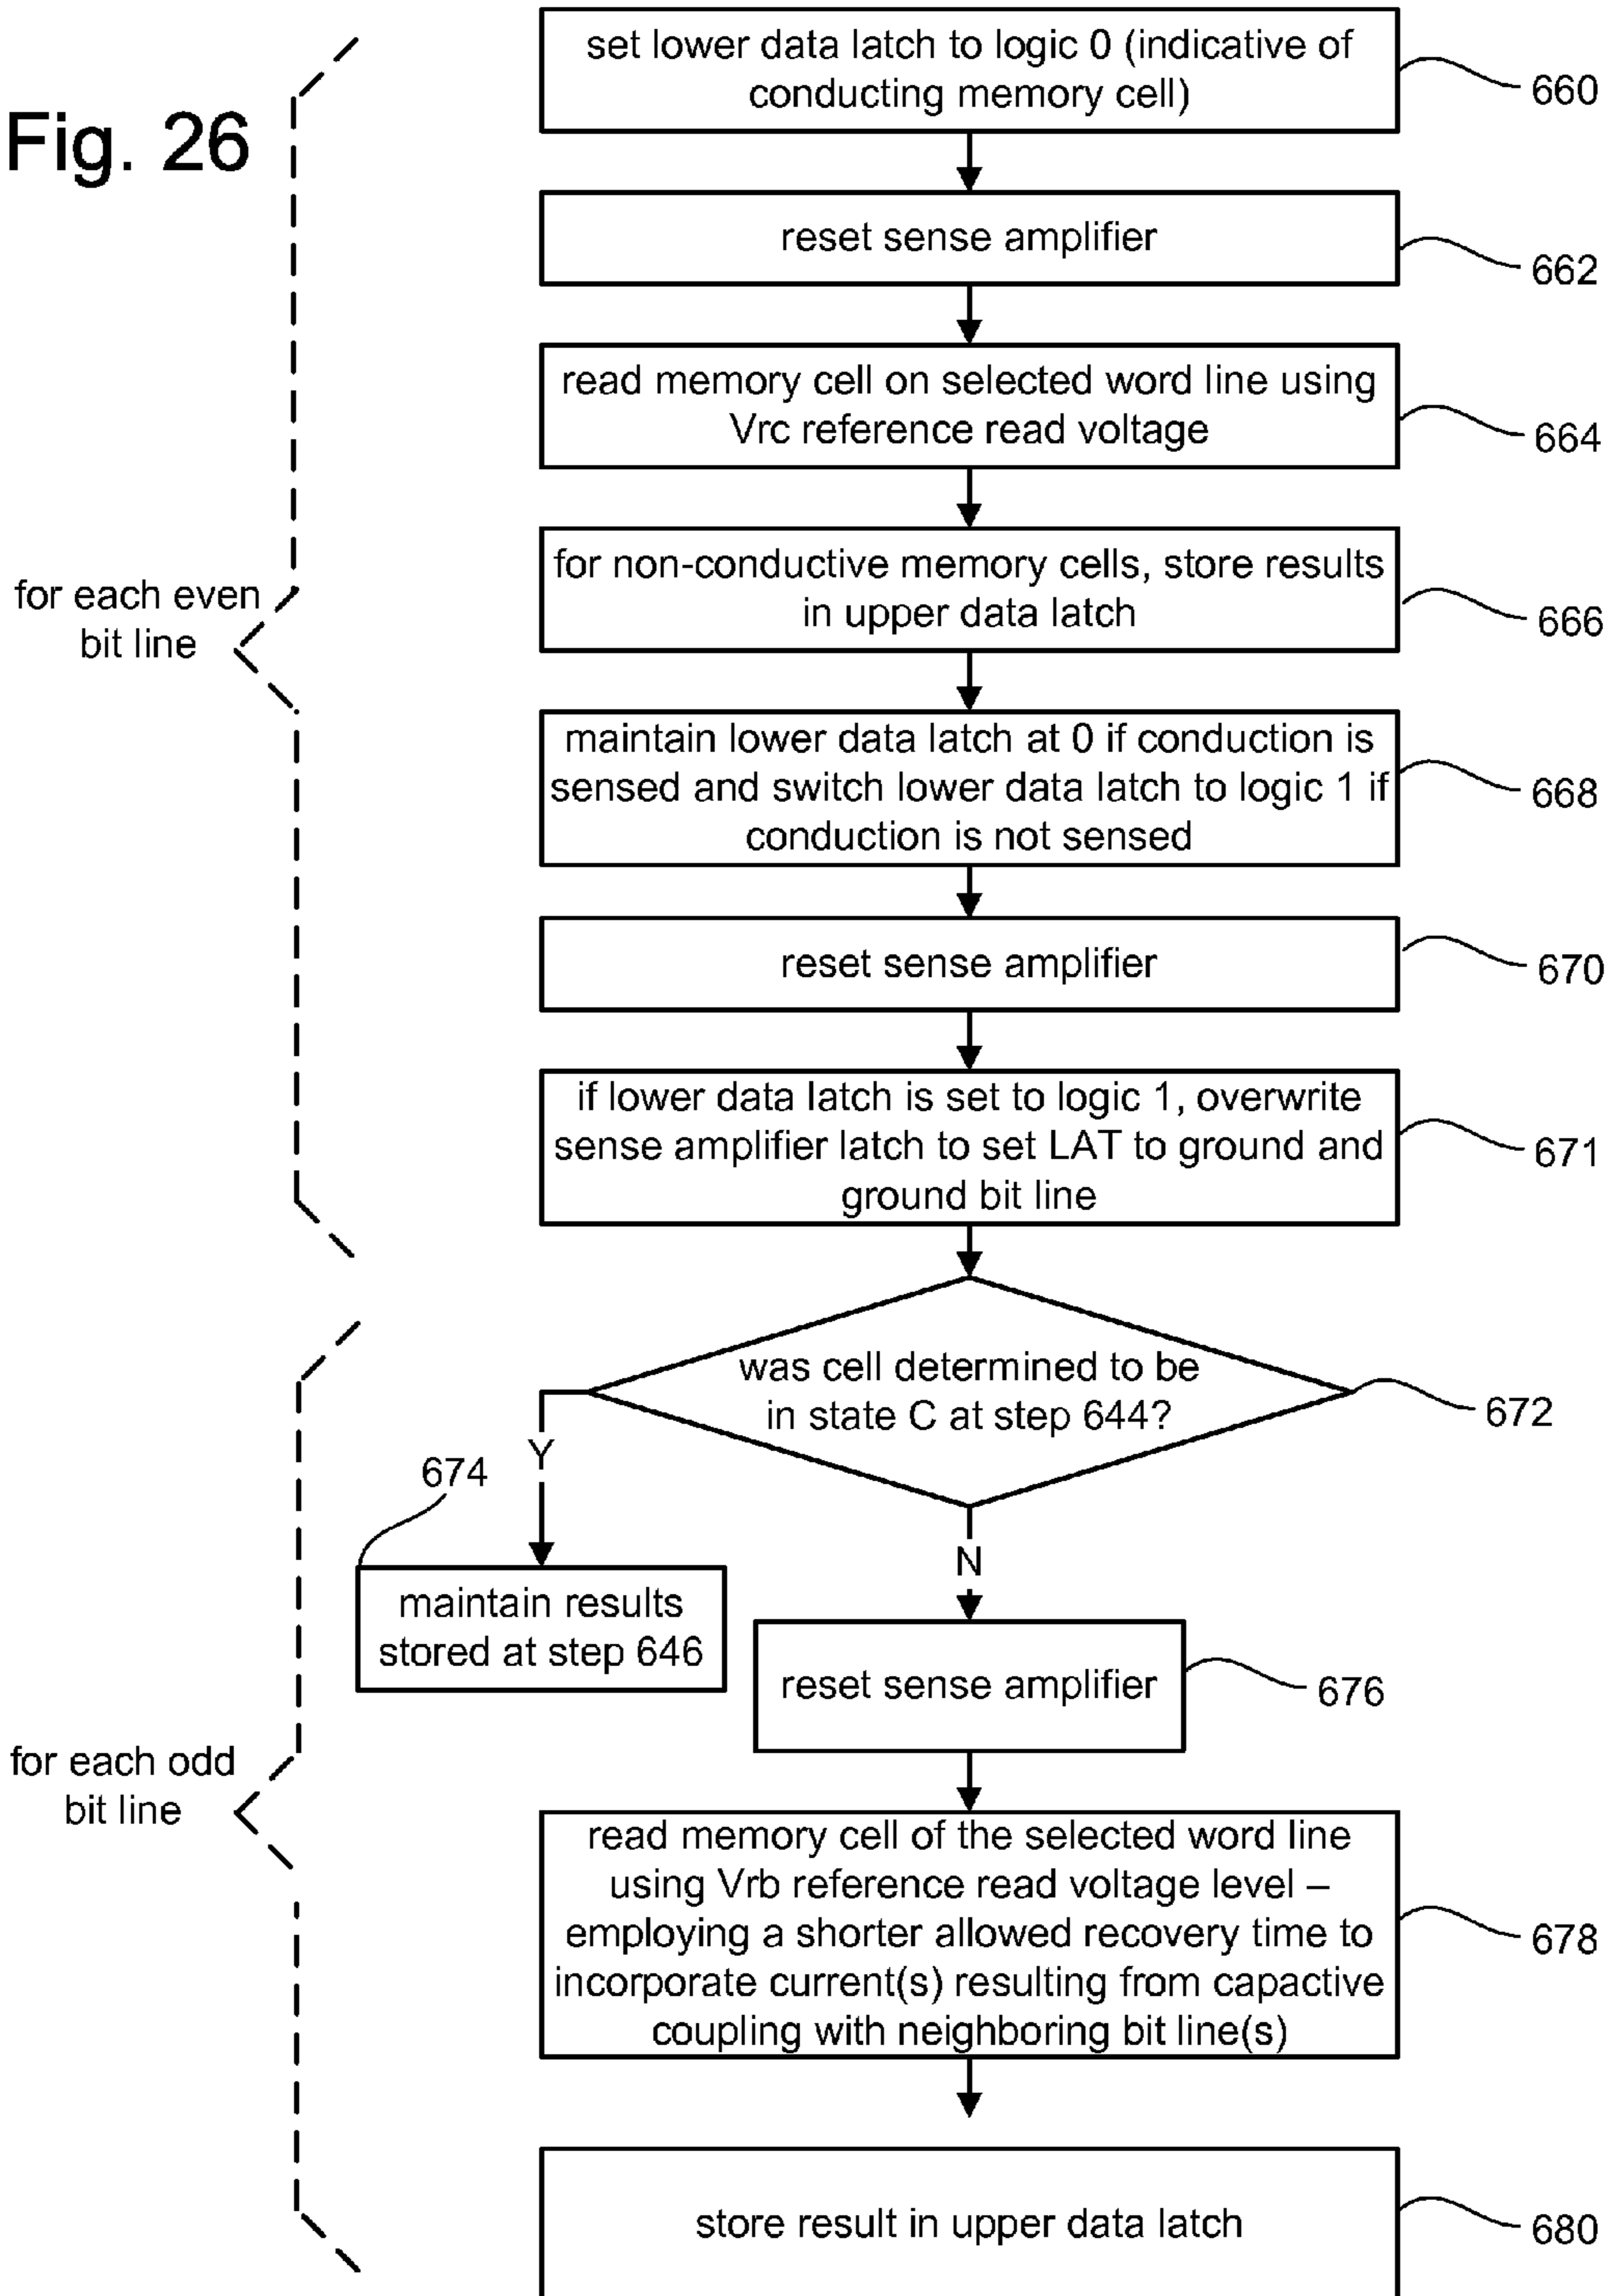 Fig. 26
set lower data latch to logic 0 (indicative of
conducting memory cell)
660
reset sense amplifier
662
read memory cell on selected word line using
Vrc reference read voltage
664
for each even
bit line
for non-conductive memory cells, store results
in upper data latch
666
maintain lower data latch at 0 if conduction is
sensed and switch lower data latch to logic 1 if
conduction is not sensed
668
reset sense amplifier
670
if lower data latch is set to logic 1, overwrite
sense amplifier latch to set LAT to ground and
ground bit line
671
was cell determined to be
in state C at step 644?
672
Y
674
maintain results
stored at step 646
N
reset sense amplifier
676
for each odd
bit line
read memory cell of the selected word line
using Vrb reference read voltage level –
employing a shorter allowed recovery time to
incorporate current(s) resulting from capactive
coupling with neighboring bit line(s)
678
store result in upper data latch
680